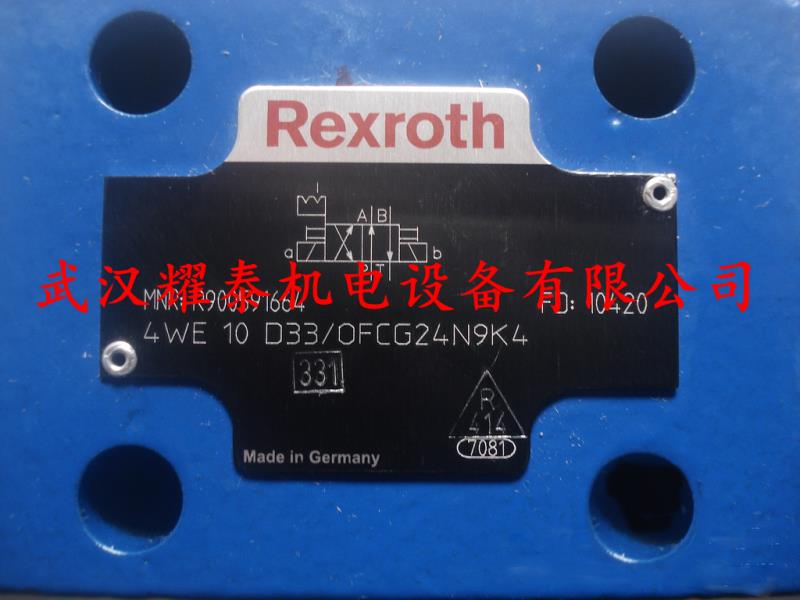 Rexroth
A B
a b
P T
武汉耀泰机电设备有限公司
MNR: R900591664
FD: 10420
4WE 10 D33/OFCG24N9K4
331
R
414
7081
Made in Germany